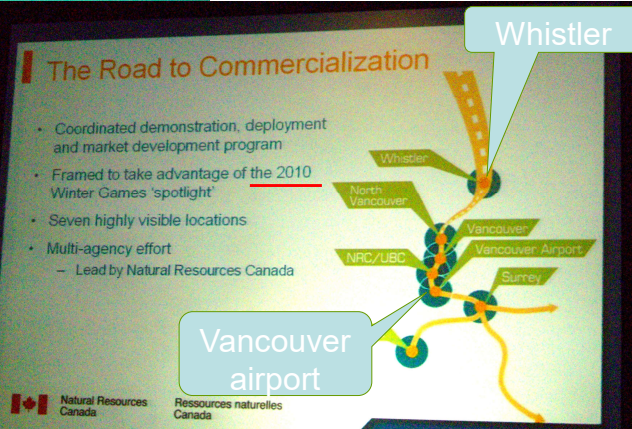 Whistler
The Road to Commercialization
• Coordinated demonstration, deployment
and market development program
• Framed to take advantage of the 2010
Winter Games 'spotlight'
• Seven highly visible locations
• Multi-agency effort
– Lead by Natural Resources Canada
Whistler
North
Vancouver
Vancouver
NRC/UBC
Vancouver Airport
Surrey
Vancouver
airport
Natural Resources
Canada
Ressources naturelles
Canada